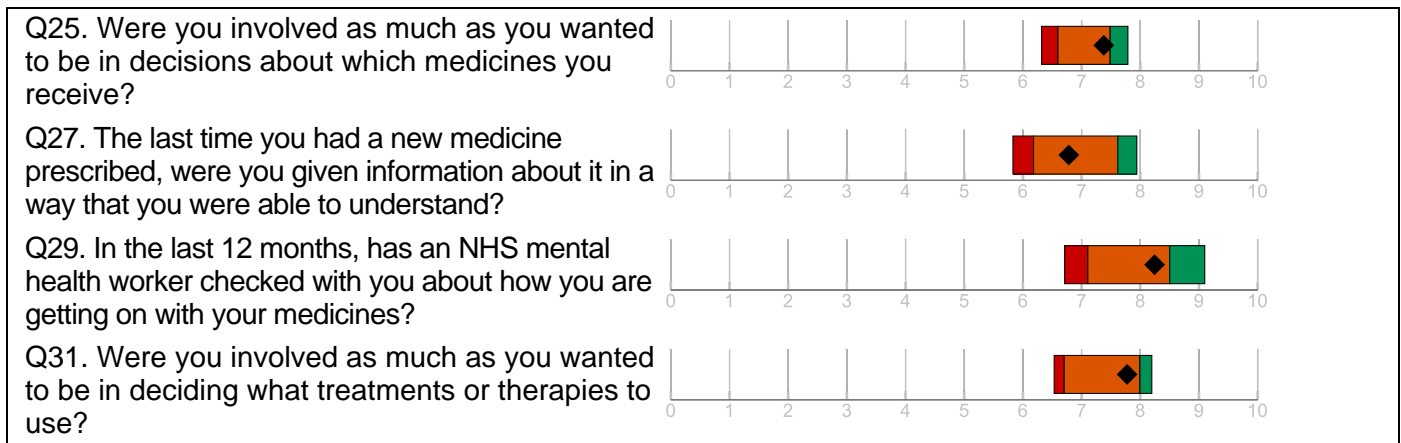 Q25. Were you involved as much as you wanted
to be in decisions about which medicines you
receive?
0 1 2 3 4 5 6 7 8 9 10
Q27. The last time you had a new medicine
prescribed, were you given information about it in a
way that you were able to understand?
0 1 2 3 4 5 6 7 8 9 10
Q29. In the last 12 months, has an NHS mental
health worker checked with you about how you are
getting on with your medicines?
0 1 2 3 4 5 6 7 8 9 10
Q31. Were you involved as much as you wanted
to be in deciding what treatments or therapies to
use?
0 1 2 3 4 5 6 7 8 9 10